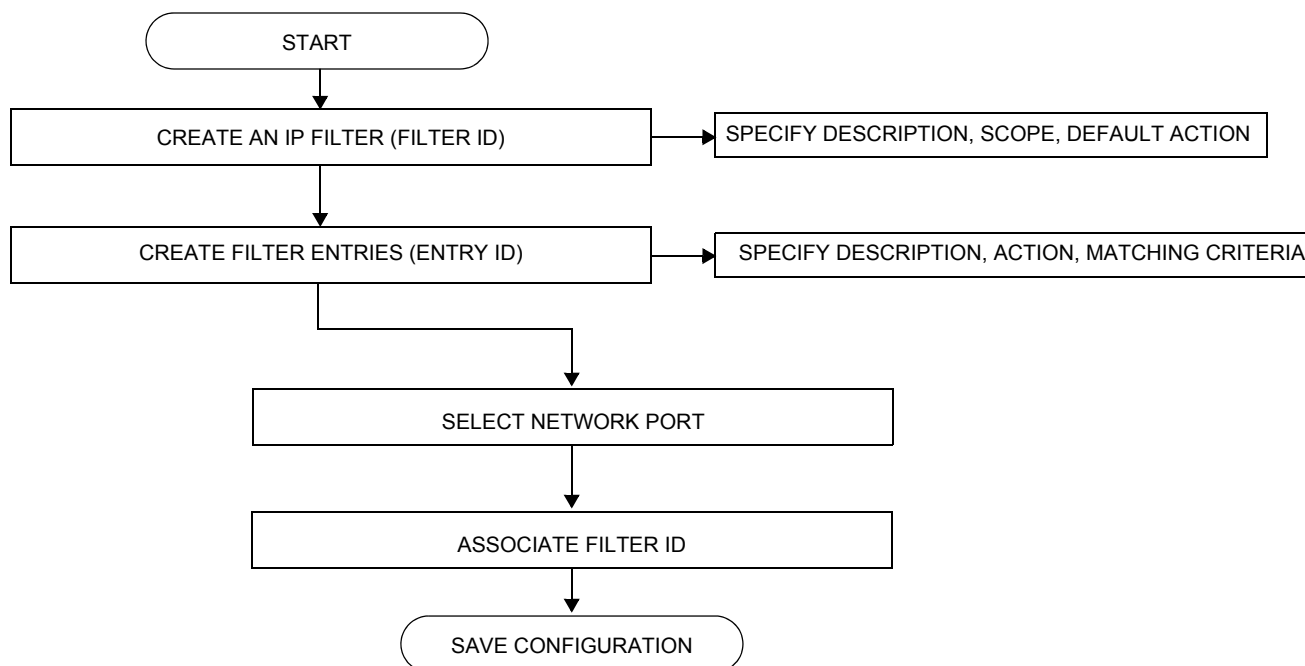 START
CREATE AN IP FILTER (FILTER ID)
SPECIFY DESCRIPTION, SCOPE, DEFAULT ACTION
CREATE FILTER ENTRIES (ENTRY ID)
SPECIFY DESCRIPTION, ACTION, MATCHING CRITERIA
SELECT NETWORK PORT
ASSOCIATE FILTER ID
SAVE CONFIGURATION